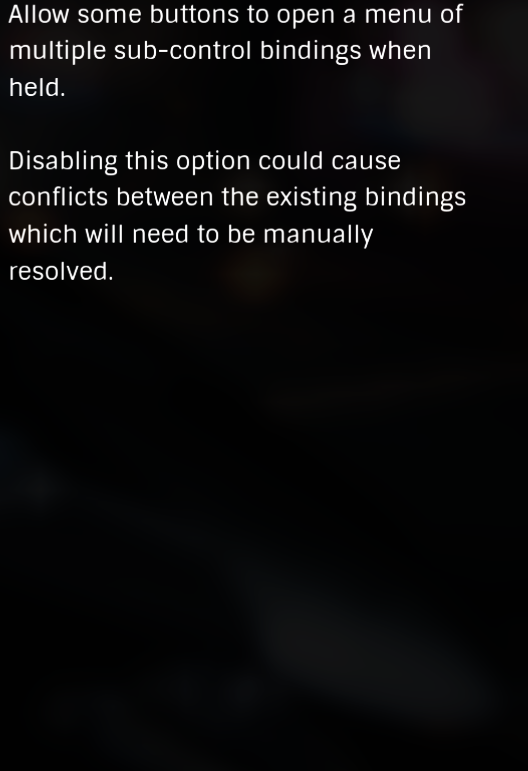 Allow some buttons to open a menu of
multiple sub-control bindings when
held.
Disabling this option could cause
conflicts between the existing bindings
which will need to be manually
resolved.